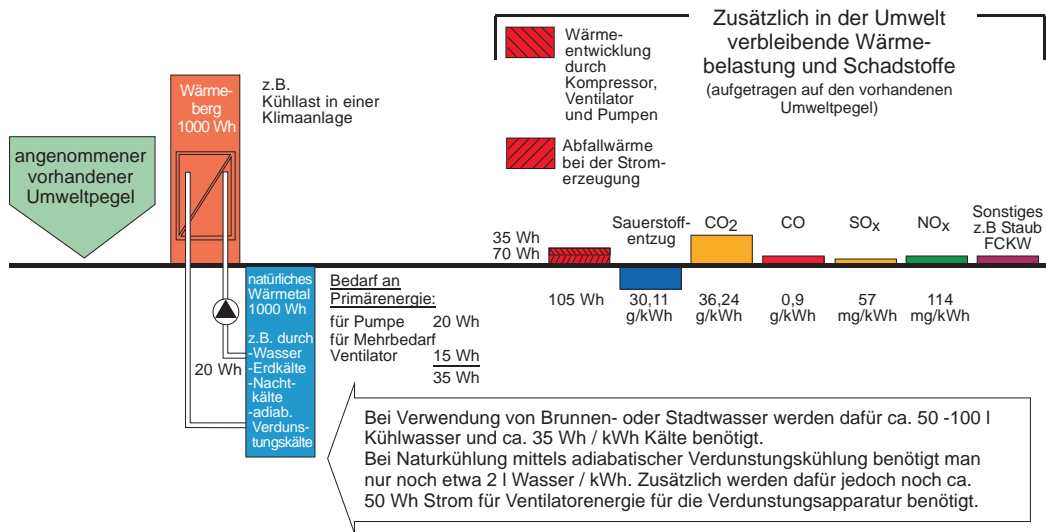 Zusätzlich in der Umwelt
verbleibende Wärme-
belastung und Schadstoffe
(aufgetragen auf den vorhandenen
Umweltpegel)
Wärme-
entwicklung
durch
Kompressor,
Ventilator
und Pumpen
Abfallwärme
bei der Strom-
erzeugung
Wärme-
berg
1000 Wh
z.B.
Kühllast in einer
Klimaanlage
angenommener
vorhandener
Umweltpegel
35 Wh
70 Wh
Sauerstoff-
entzug
CO2
CO
SOx
NOx
Sonstiges
z.B Staub
FCKW
105 Wh
30,11
g/kWh
36,24
g/kWh
0,9
g/kWh
57
mg/kWh
114
mg/kWh
natürliches
Wärmetal
1000 Wh
z.B. durch
-Wasser
-Erdkälte
-Nacht-
kälte
-adiab.
Verduns-
tungskälte
20 Wh
Bedarf an
Primärenergie:
für Pumpe 20 Wh
für Mehrbedarf
Ventilator 15 Wh
35 Wh
Bei Verwendung von Brunnen- oder Stadtwasser werden dafür ca. 50 -100 l
Kühlwasser und ca. 35 Wh / kWh Kälte benötigt.
Bei Naturkühlung mittels adiabatischer Verdunstungskühlung benötigt man
nur noch etwa 2 l Wasser / kWh. Zusätzlich werden dafür jedoch noch ca.
50 Wh Strom für Ventilatorenergie für die Verdunstungsapparatur benötigt.